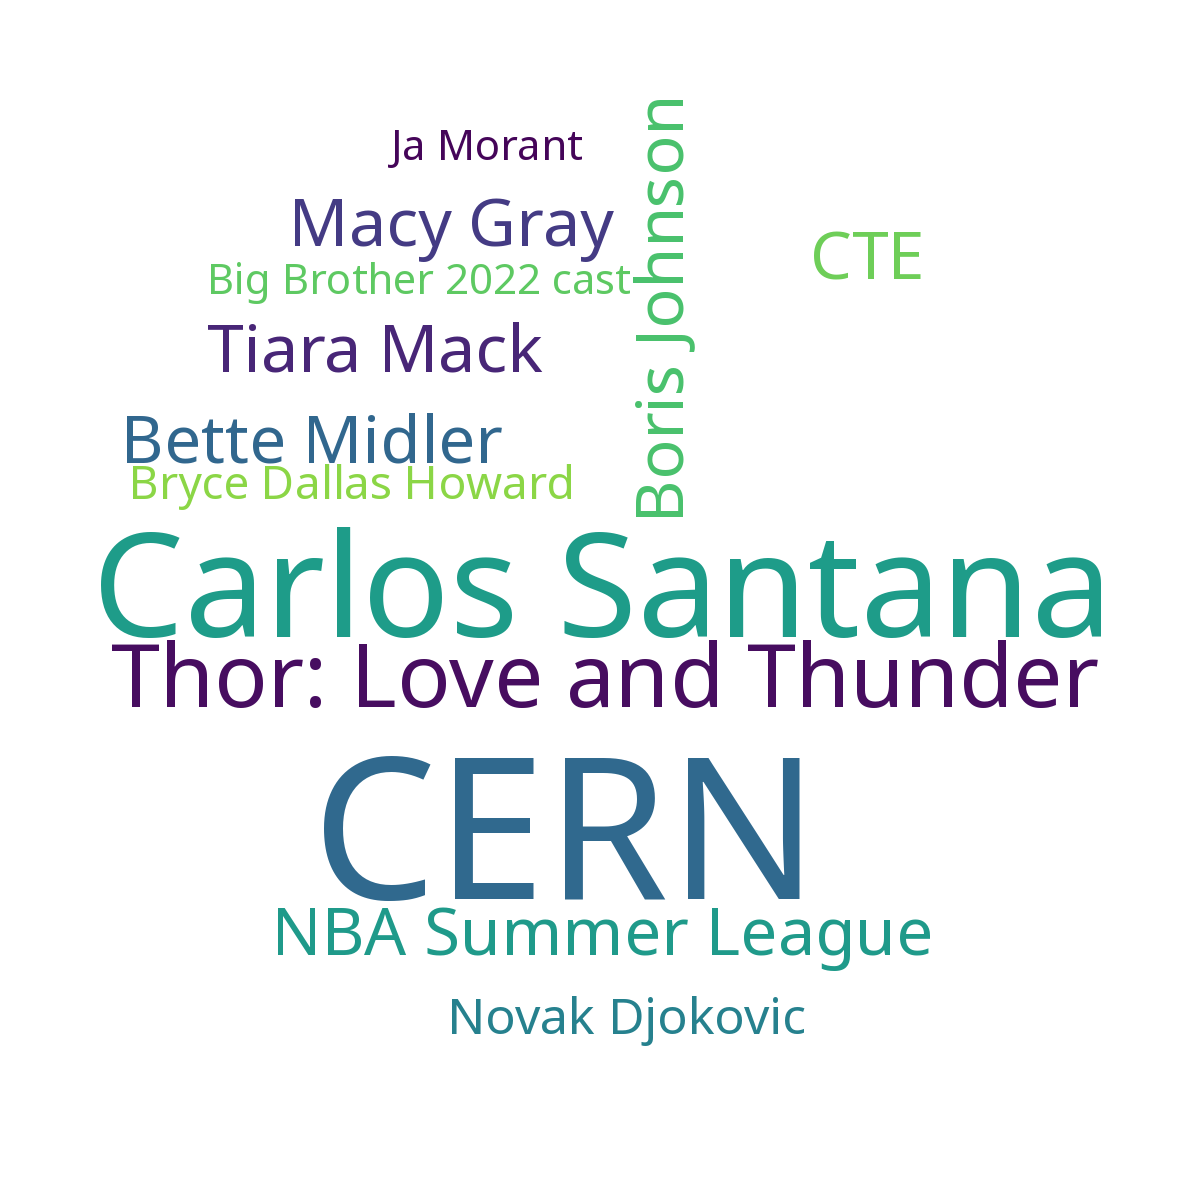 Ja Morant
Macy Gray
Big Brother 2022 cast
Boris Johnson
CTE
Tiara Mack
Bette Midler
Bryce Dallas Howard
Carlos Santana
Thor: Love and Thunder
CERN
NBA Summer League
Novak Djokovic